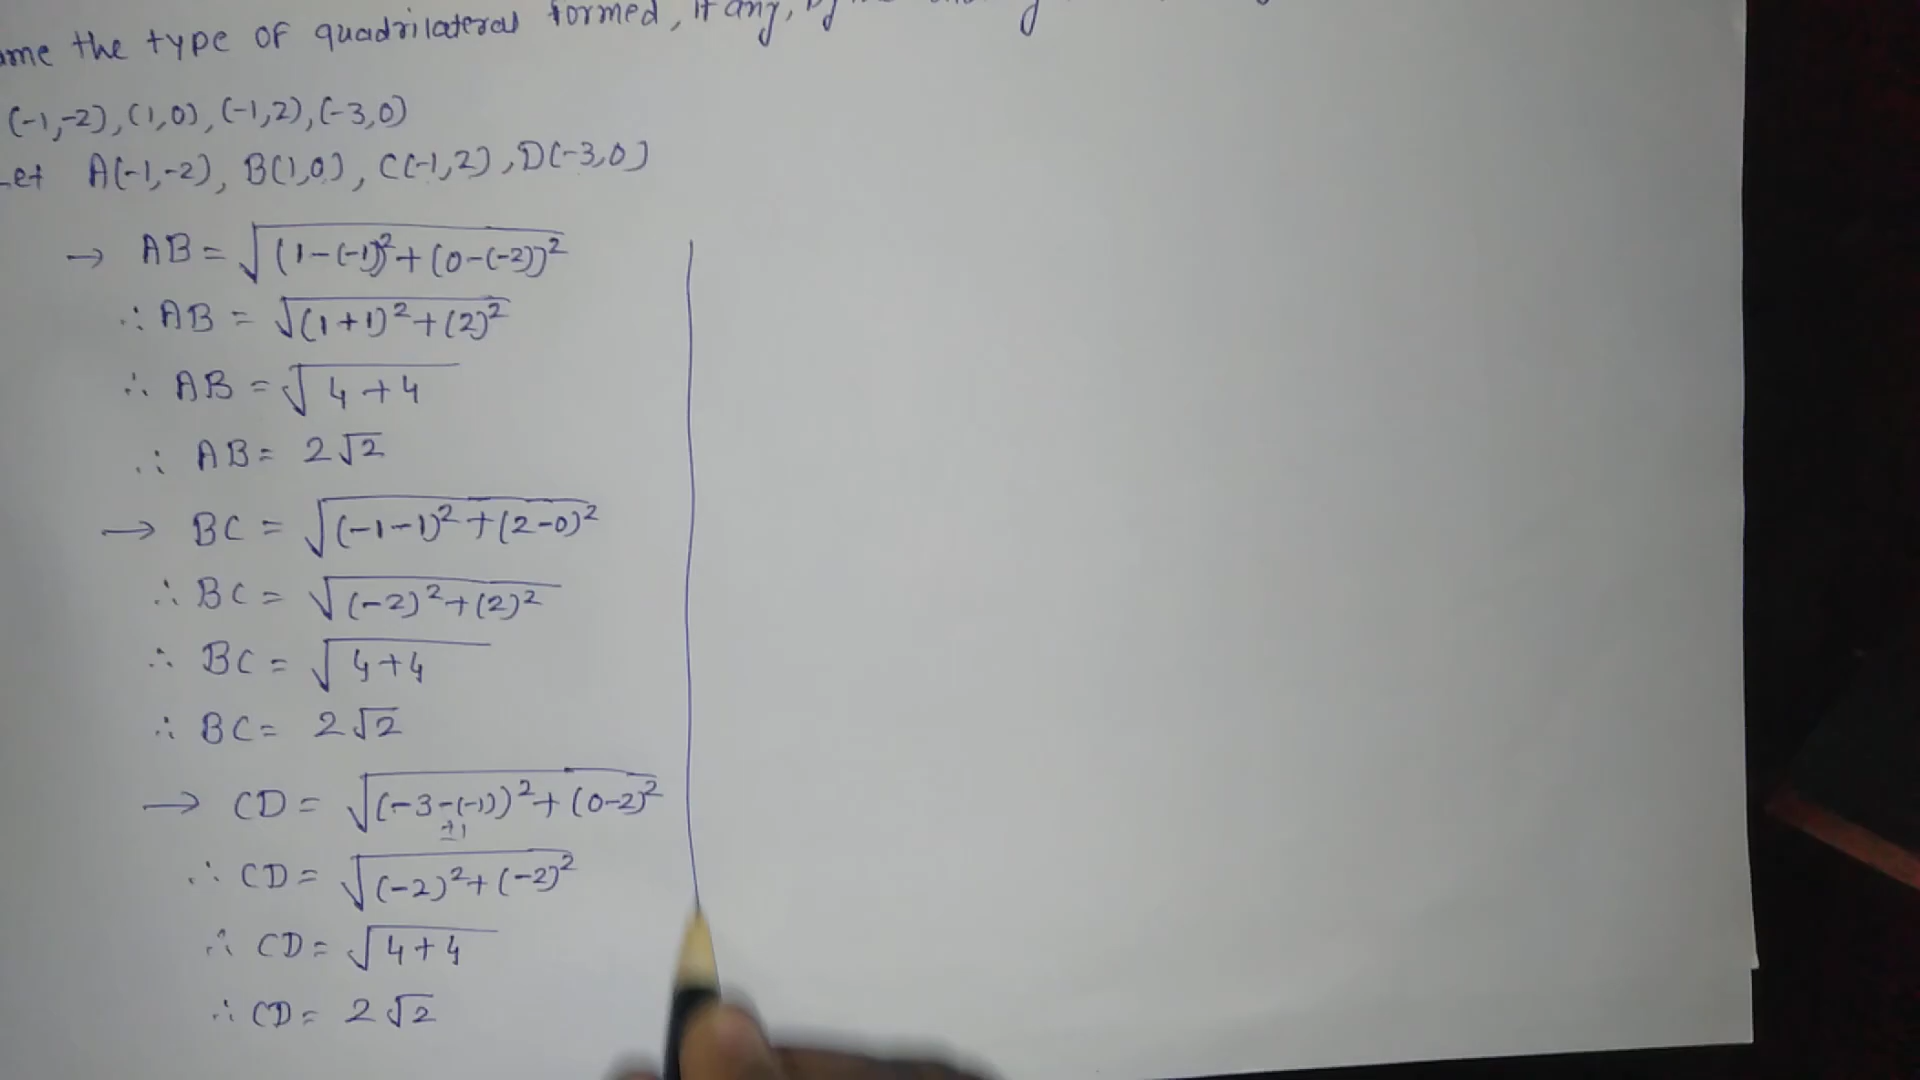 the type of quadrilateral formed, if any,
(-1,-2), (1,0), (-1,2), (-3,0)
A(-1,-2), B(1,0), C(-1,2), D(-3,0)
→ AB = √(1-(-1)² + (0-(-2))²
∴ AB = √(1+1)² + (2)²
∴ AB = √4+4
∴ AB = 2√2
→ BC = √(-1-1)² + (2-0)²
∴ BC = √(-2)² + (2)²
∴ BC = √4+4
∴ BC = 2√2
→ CD = √(-3-(-1))² + (0-2)²
+1
∴ CD = √(-2)² + (-2)²
∴ CD = √4+4
∴ CD = 2√2